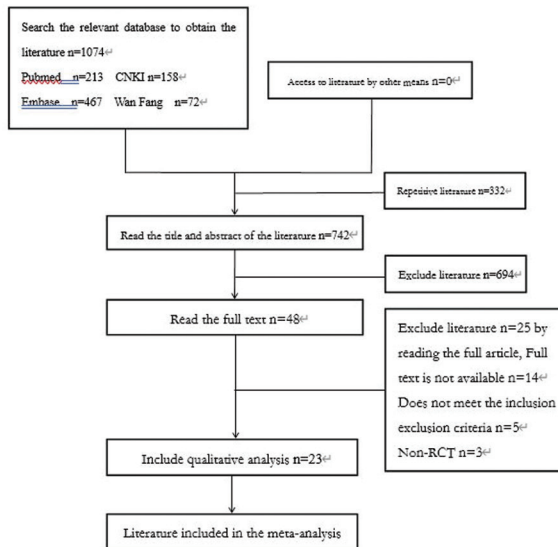 Search the relevant database to obtain the
literature n=1074
Pubmed n=213 CNKI n=158
Embase n=467 Wan Fang n=72↵
Access to literature by other means n=0↵
Repetitive literature n=332↵
Read the title and abstract of the literature n=742↵
Exclude literature n=694↵
Read the full text n=48↵
Exclude literature n=25 by
reading the full article, Full
text is not available n=14↵
Does not meet the inclusion
exclusion criteria n=5↵
Non-RCT n=3↵
Include qualitative analysis n=23↵
Literature included in the meta-analysis